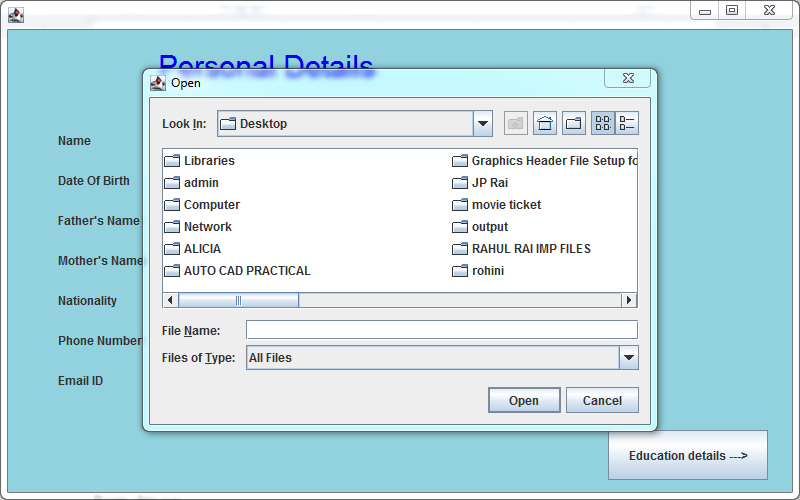 Personal Details
Open
Look In: Desktop
Name
Date Of Birth
Father's Name
Mother's Name
Nationality
Phone Number
Email ID
Libraries
admin
Computer
Network
ALICIA
AUTO CAD PRACTICAL
Graphics Header File Setup fo
JP Rai
movie ticket
output
RAHUL RAI IMP FILES
rohini
File Name:
Files of Type: All Files
Open Cancel
Education details --->